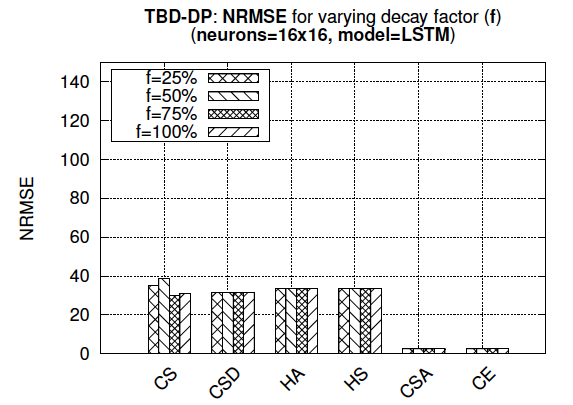 TBD-DP: NRMSE for varying decay factor (f)
(neurons=16x16, model=LSTM)
f=25%
f=50%
f=75%
f=100%
NRMSE
140
120
100
80
60
40
20
0
CS
CSD
HA
HS
CSA
CE